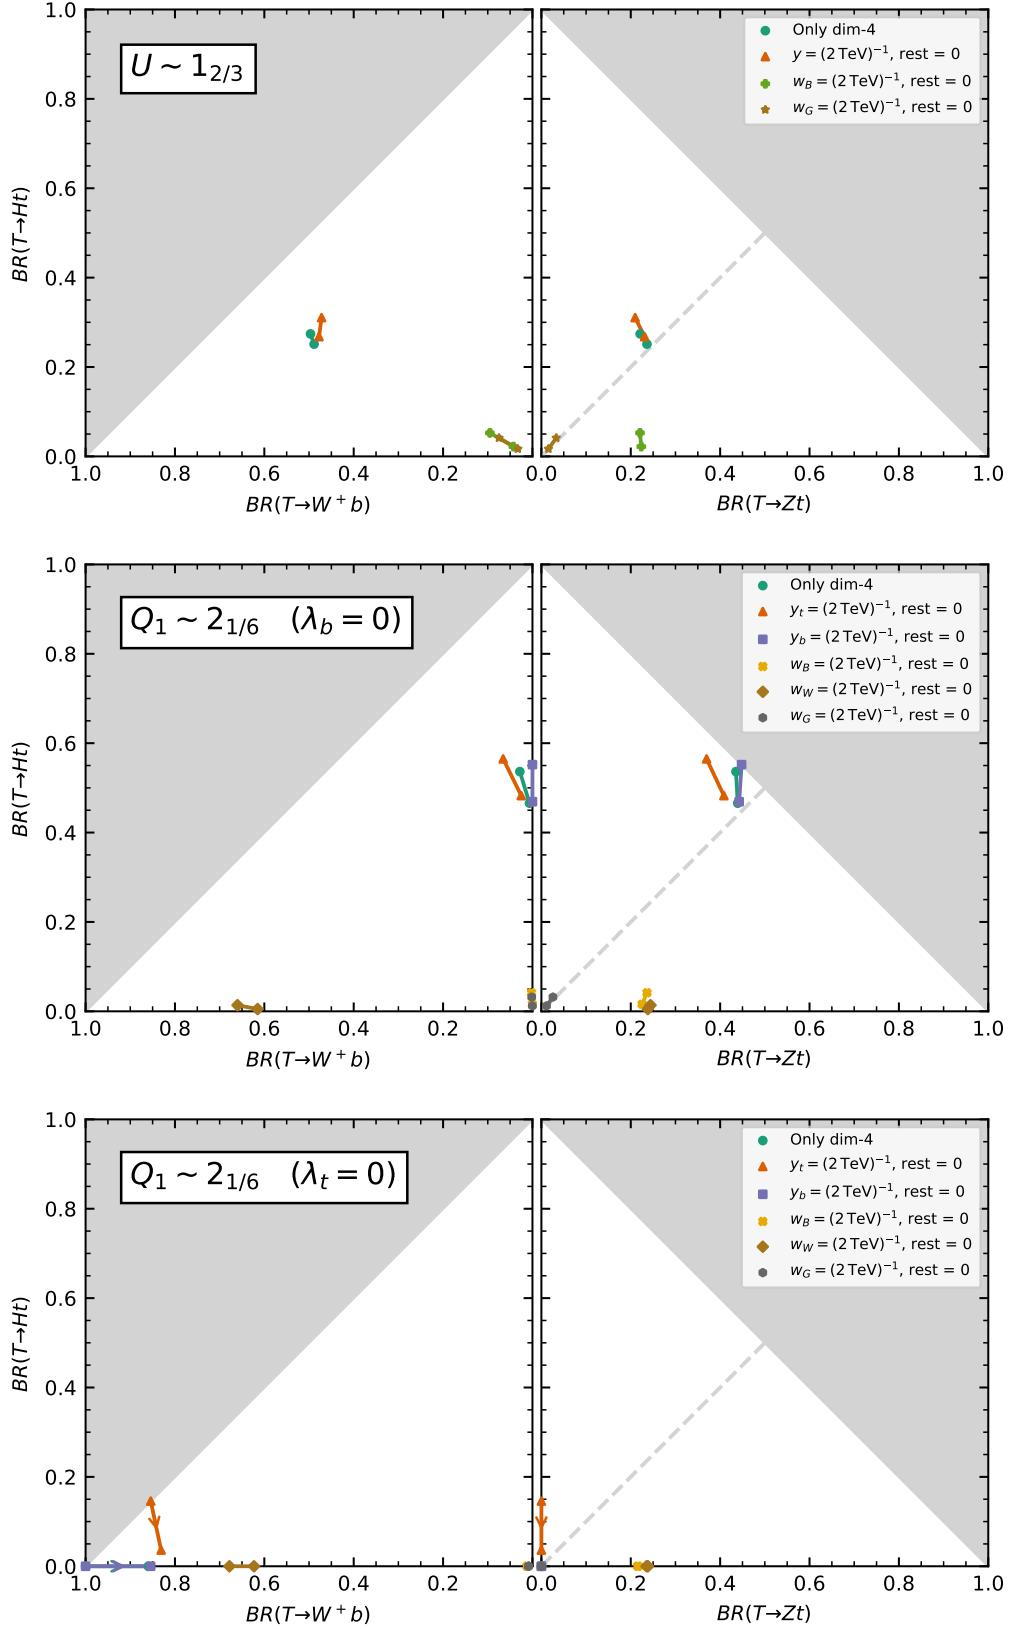 U ∼ 1_{2/3}
Only dim-4
y = (2 TeV)^{−1}, rest = 0
w_B = (2 TeV)^{−1}, rest = 0
w_G = (2 TeV)^{−1}, rest = 0
1.0
0.8
0.6
0.4
0.2
0.0
BR(T→Ht)
1.0 0.8 0.6 0.4 0.2 0.0 0.2 0.4 0.6 0.8 1.0
BR(T→W⁺b) BR(T→Zt)
Q_1 ∼ 2_{1/6} (λ_b = 0)
Only dim-4
y_t = (2 TeV)^{−1}, rest = 0
y_b = (2 TeV)^{−1}, rest = 0
w_B = (2 TeV)^{−1}, rest = 0
w_W = (2 TeV)^{−1}, rest = 0
w_G = (2 TeV)^{−1}, rest = 0
1.0
0.8
0.6
0.4
0.2
0.0
BR(T→Ht)
1.0 0.8 0.6 0.4 0.2 0.0 0.2 0.4 0.6 0.8 1.0
BR(T→W⁺b) BR(T→Zt)
Q_1 ∼ 2_{1/6} (λ_t = 0)
Only dim-4
y_t = (2 TeV)^{−1}, rest = 0
y_b = (2 TeV)^{−1}, rest = 0
w_B = (2 TeV)^{−1}, rest = 0
w_W = (2 TeV)^{−1}, rest = 0
w_G = (2 TeV)^{−1}, rest = 0
1.0
0.8
0.6
0.4
0.2
0.0
BR(T→Ht)
1.0 0.8 0.6 0.4 0.2 0.0 0.2 0.4 0.6 0.8 1.0
BR(T→W⁺b) BR(T→Zt)